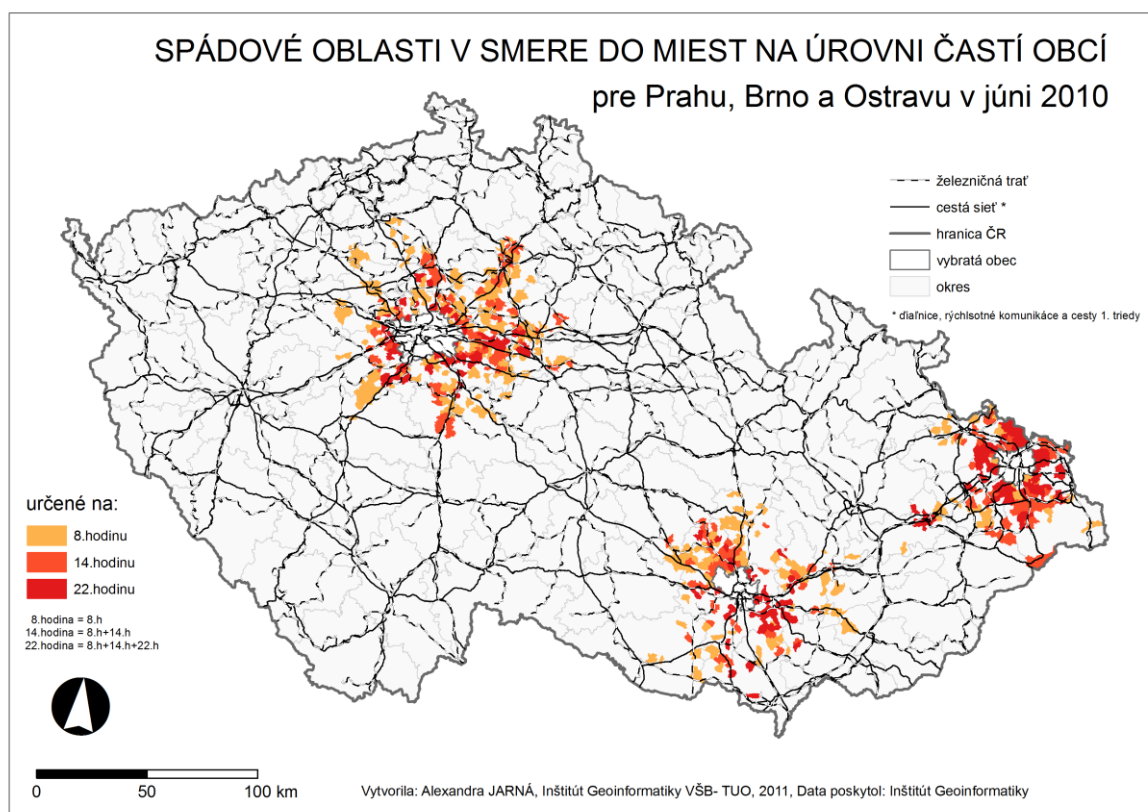 SPÁDOVÉ OBLASTI V SMERE DO MIEST NA ÚROVNI ČASTÍ OBCÍ
pre Prahu, Brno a Ostravu v júni 2010
železničná trať
cestá sieť *
hranica ČR
vybratá obec
okres
* diaľnice, rýchlsotné komunikáce a cesty 1. triedy
určené na:
8.hodinu
14.hodinu
22.hodinu
8.hodina = 8.h
14.hodina = 8.h+14.h
22.hodina = 8.h+14.h+22.h
0 50 100 km
Vytvorila: Alexandra JARNÁ, Inštitút Geoinformatiky VŠB- TUO, 2011, Data poskytol: Inštitút Geoinformatiky